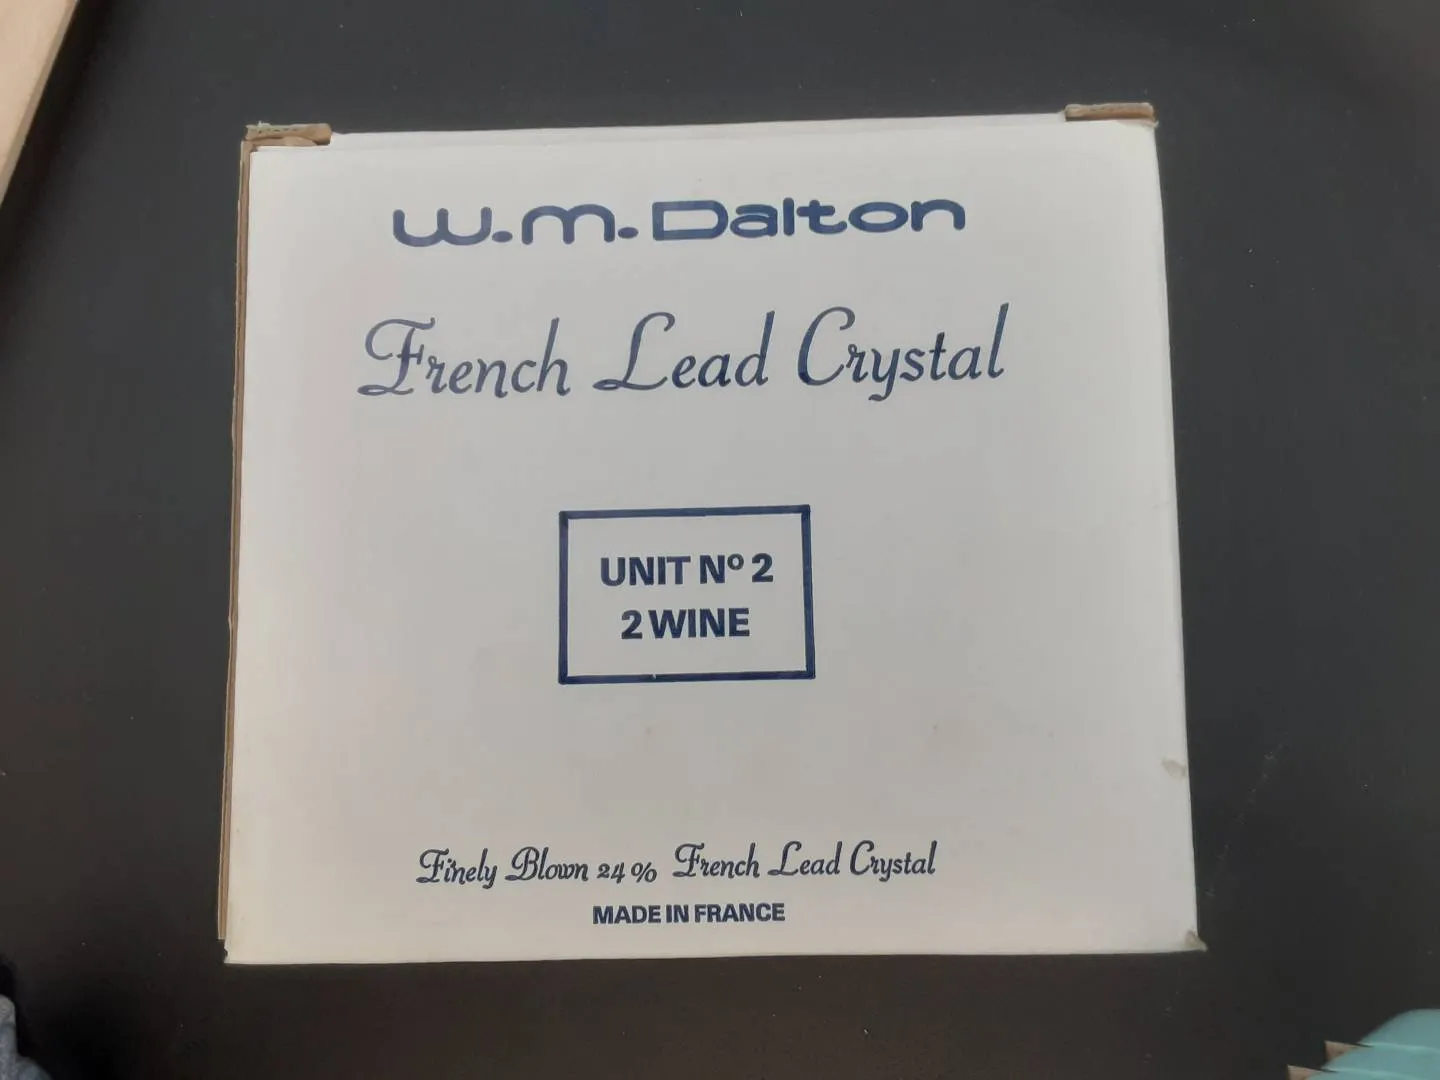 W.m. Dalton
French Lead Crystal
UNIT Nº 2
2 WINE
Finely Blown 24% French Lead Crystal
MADE IN FRANCE